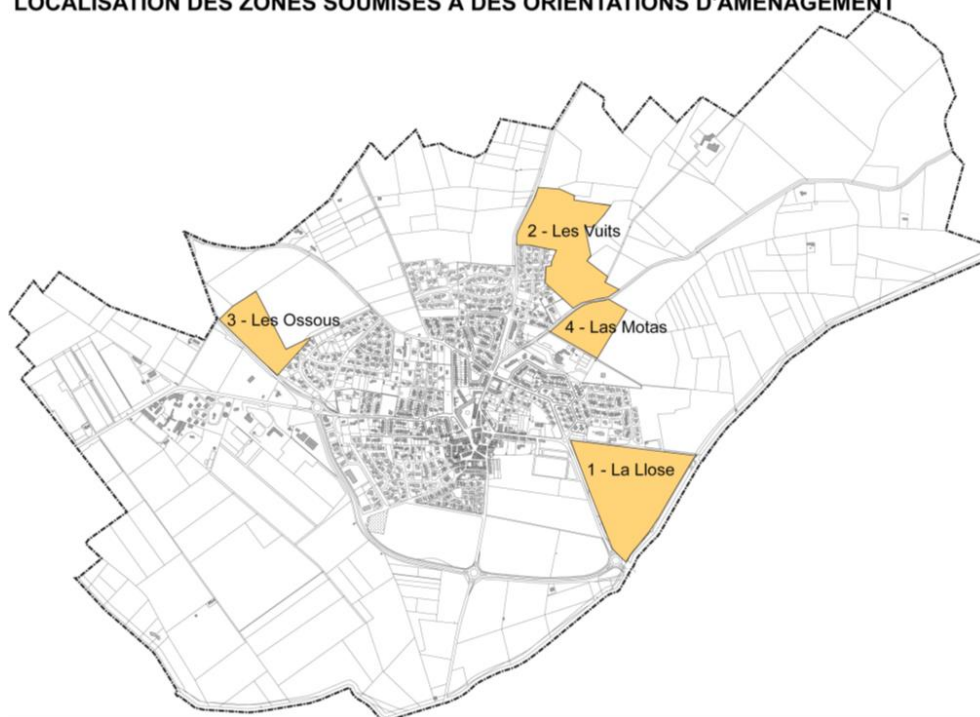 LOCALISATION DES ZONES SOUMISES A DES ORIENTATIONS D'AMENAGEMENT
2 - Les Vuits
3 - Les Ossous
4 - Las Motas
1 - La Llose